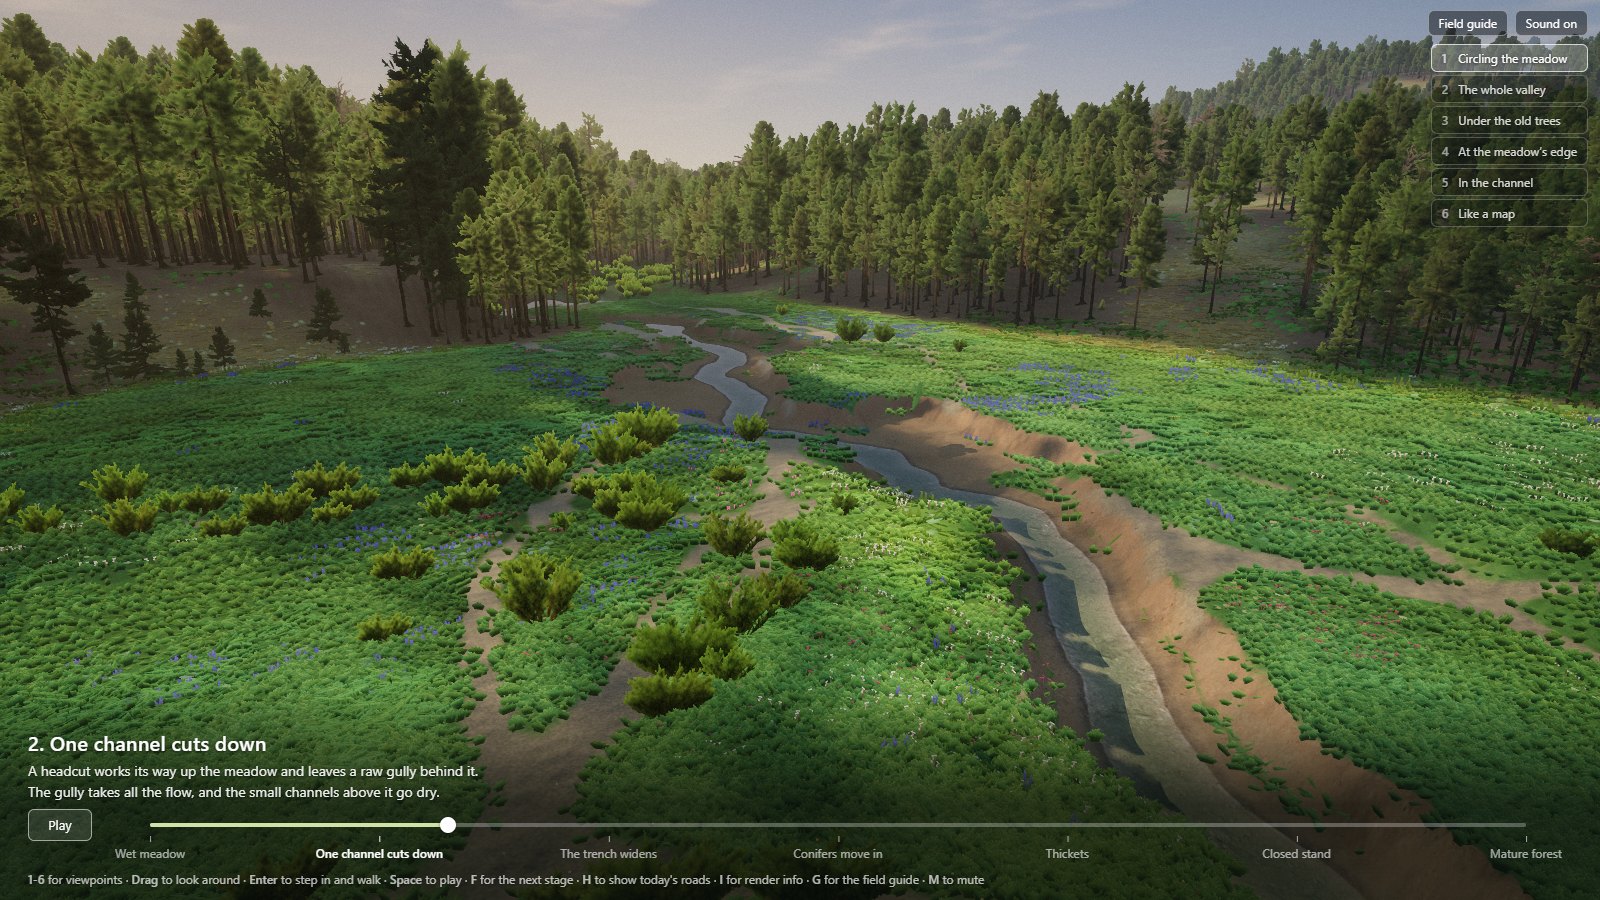 Field guide
Sound on
1 Circling the meadow
2 The whole valley
3 Under the old trees
4 At the meadow's edge
5 In the channel
6 Like a map
2. One channel cuts down
A headcut works its way up the meadow and leaves a raw gully behind it.
The gully takes all the flow, and the small channels above it go dry.
Play
Wet meadow
One channel cuts down
The trench widens
Conifers move in
Thickets
Closed stand
Mature forest
1-6 for viewpoints · Drag to look around · Enter to step in and walk · Space to play · F for the next stage · H to show today's roads · I for render info · G for the field guide · M to mute